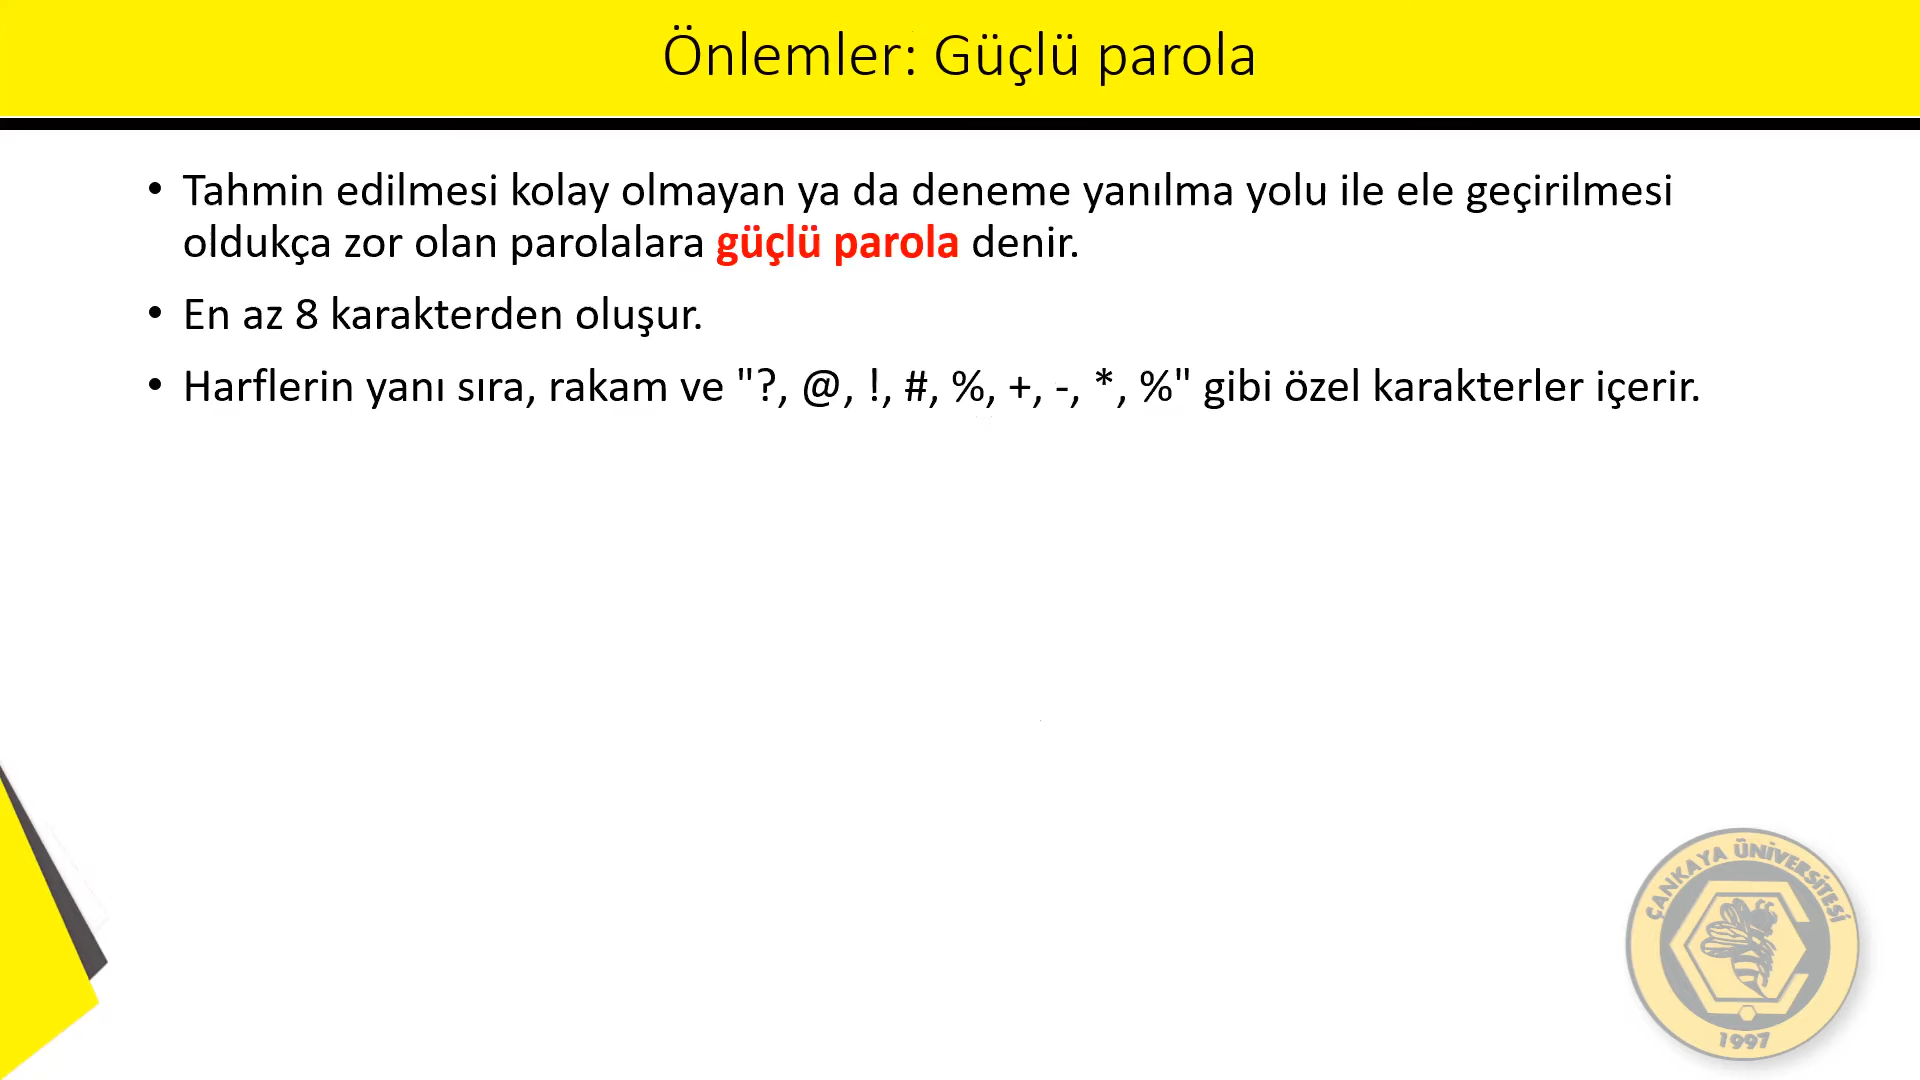 Önlemler: Güçlü parola
• Tahmin edilmesi kolay olmayan ya da deneme yanılma yolu ile ele geçirilmesi
oldukça zor olan parolalara güçlü parola denir.
• En az 8 karakterden oluşur.
• Harflerin yanı sıra, rakam ve "?, @, !, #, %, +, -, *, %" gibi özel karakterler içerir.
ÇANKAYA ÜNİVERSİTESİ
1997